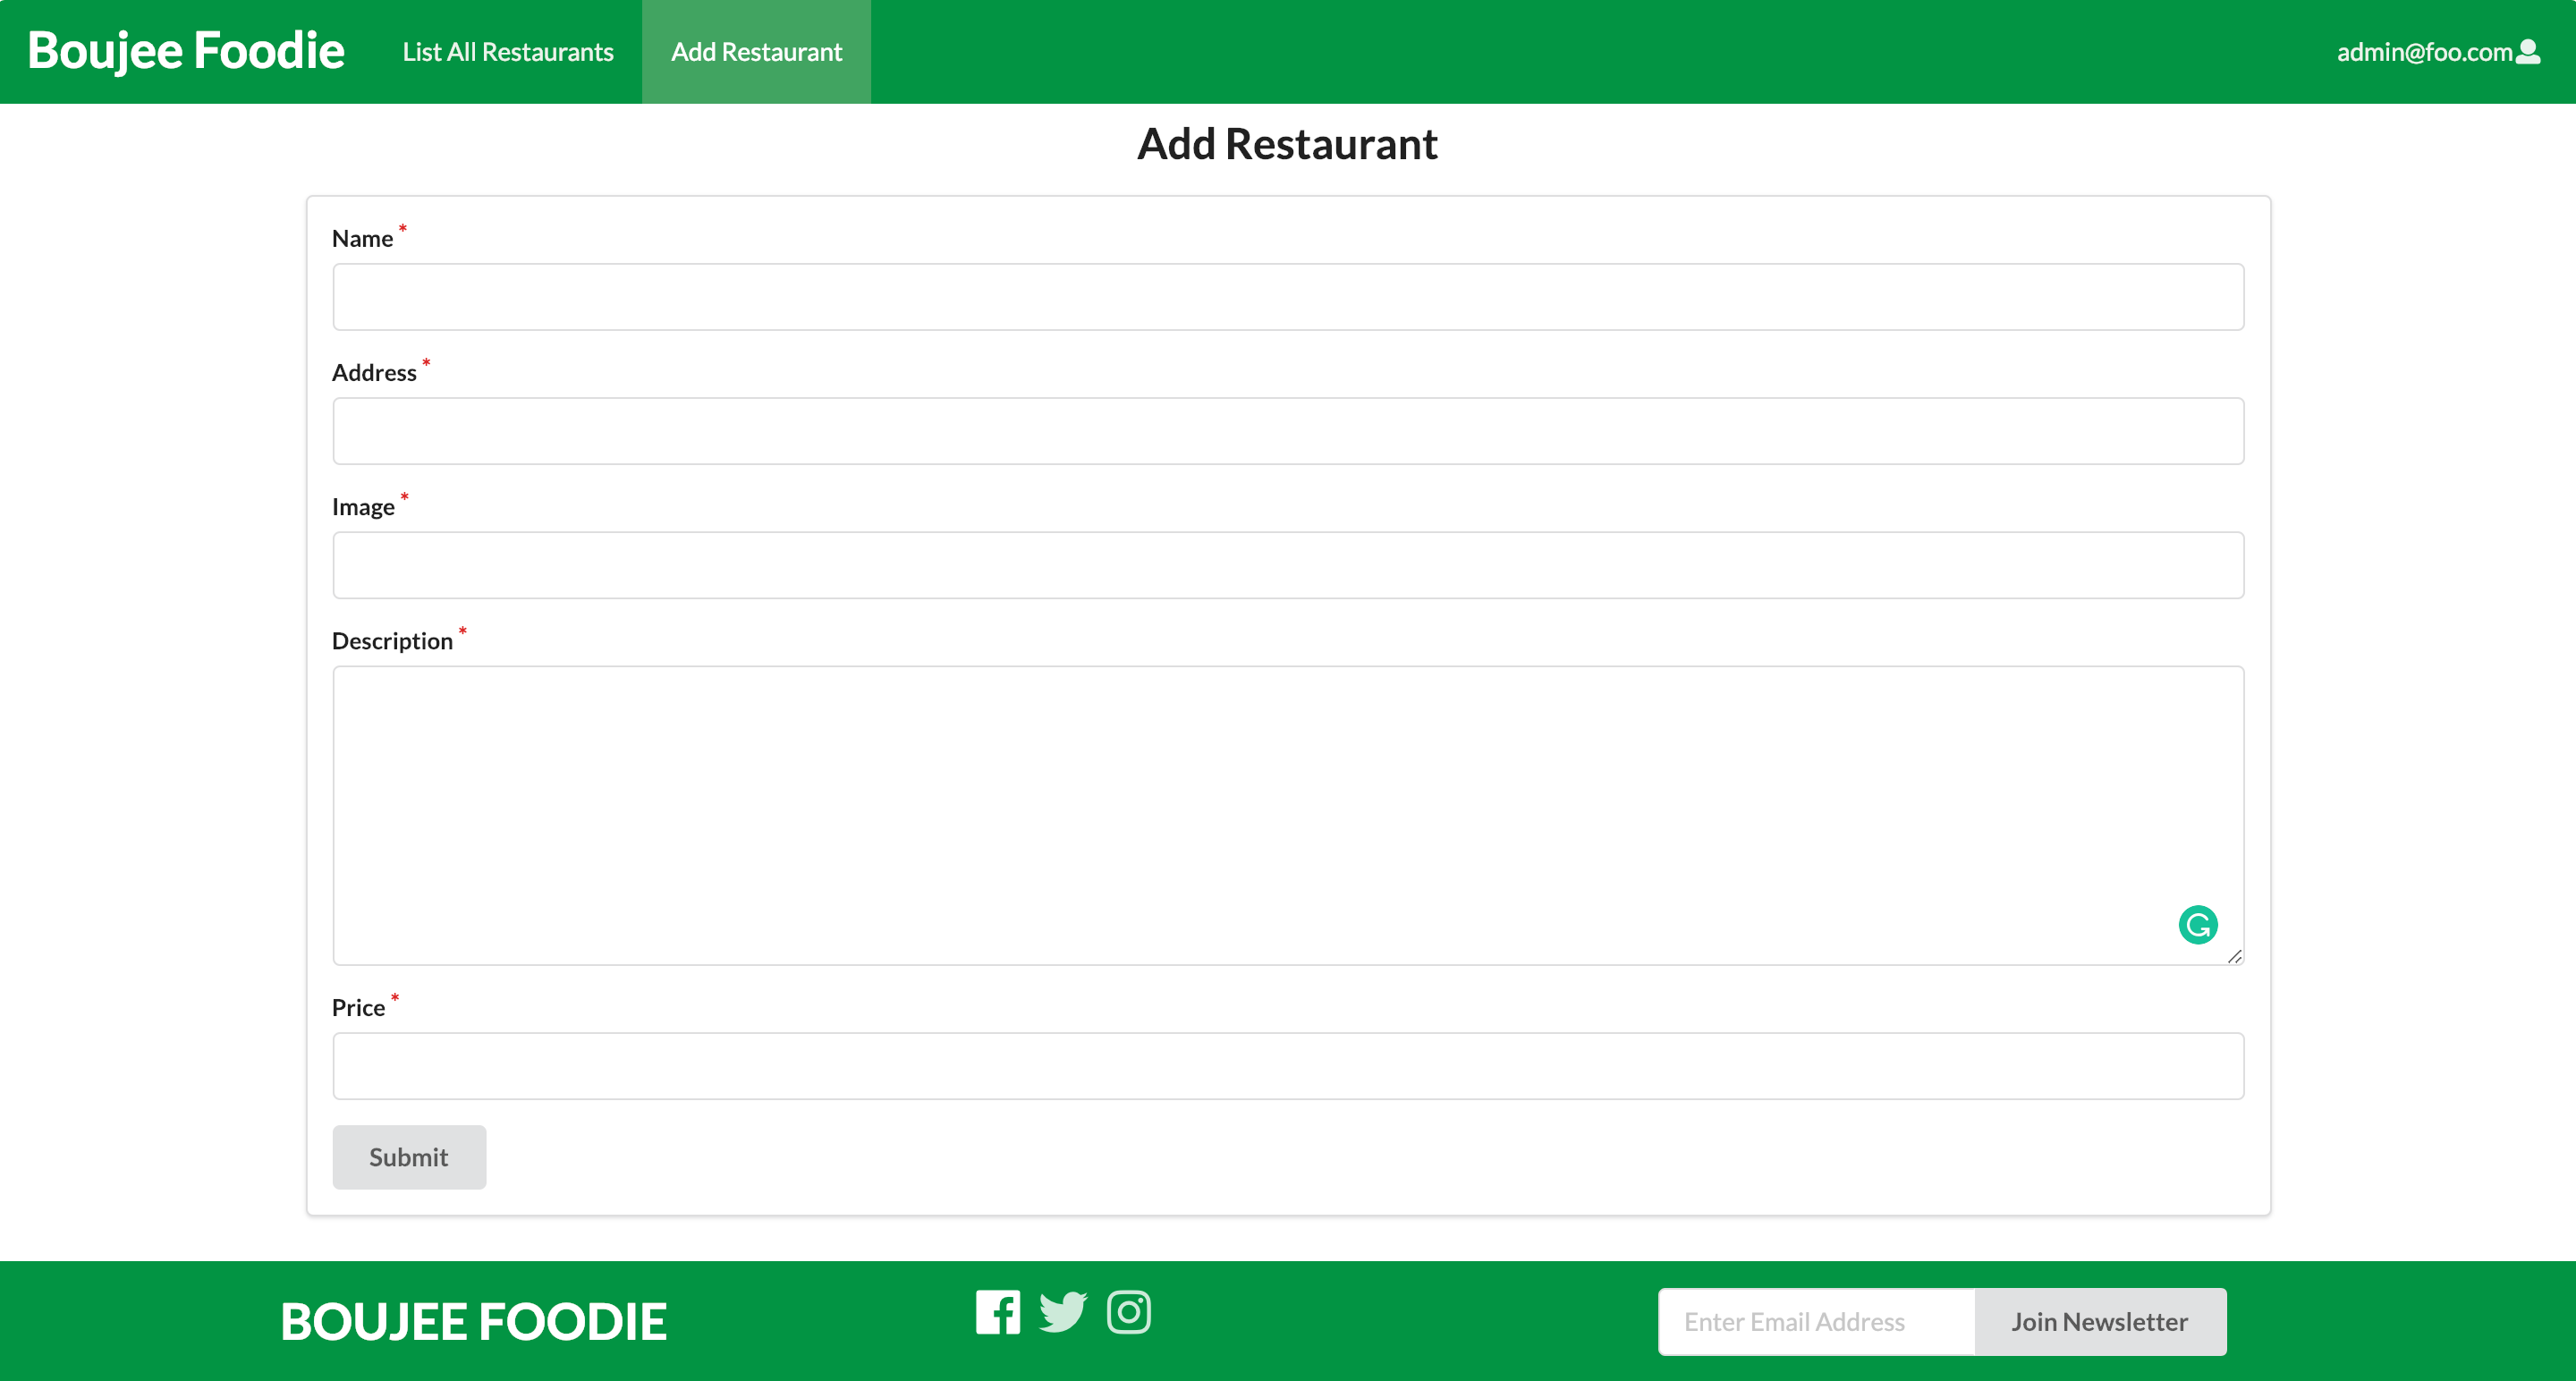 Boujee Foodie List All Restaurants Add Restaurant admin@foo.com
Add Restaurant
Name *
Address *
Image *
Description *
Price *
Submit
BOUJEE FOODIE Enter Email Address Join Newsletter